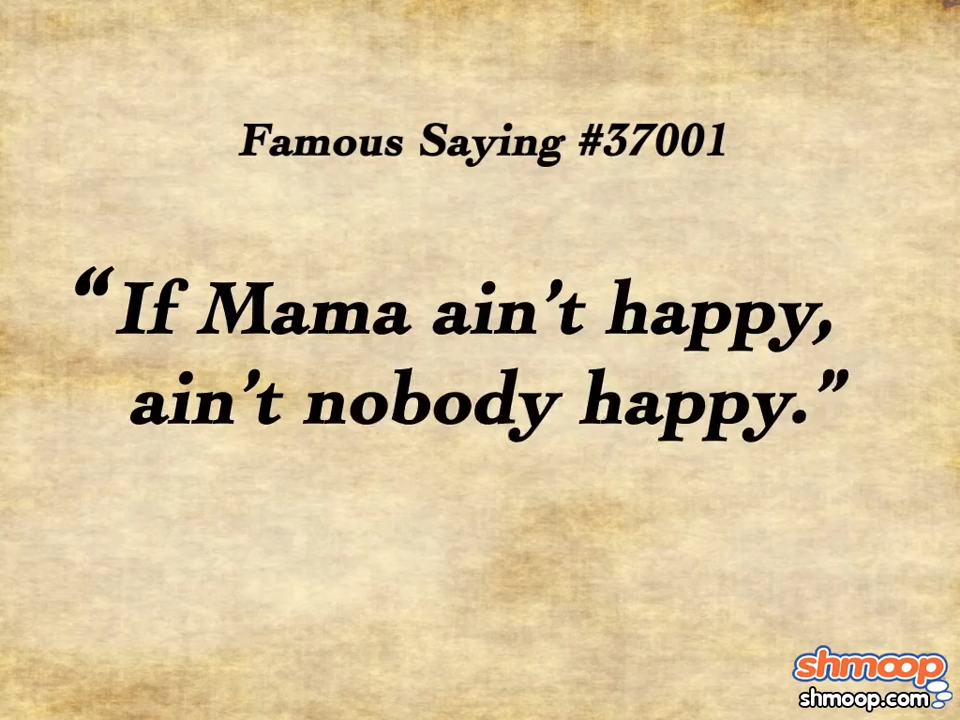 Famous Saying #37001
“If Mama ain’t happy,
ain’t nobody happy.”
shmoop
shmoop.com